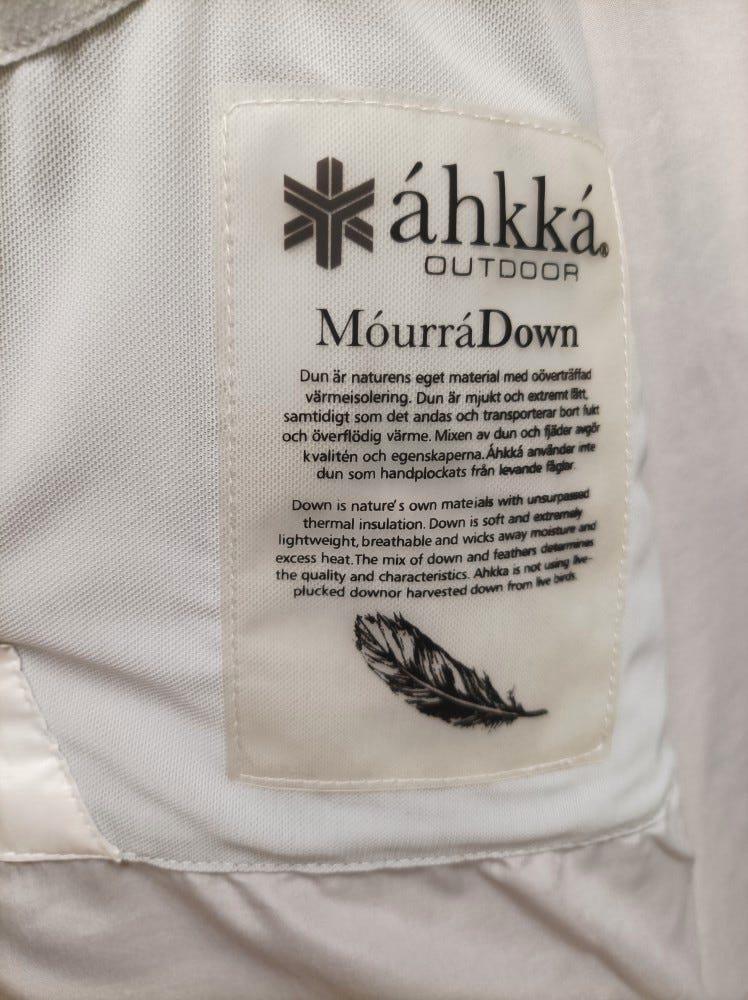 áhkká®
OUTDOOR
MóurráDown
Dun är naturens eget material med oöverträffad
värmeisolering. Dun är mjukt och extremt lätt,
samtidigt som det andas och transporterar bort fukt
och överflödig värme. Mixen av dun och fjäder avgör
kvalitén och egenskaperna. Áhkká använder inte
dun som handplockats från levande fåglar.
Down is nature's own mateials with unsurpassed
thermal insulation. Down is soft and extremely
lightweight, breathable and wicks away moisture and
excess heat. The mix of down and feathers determines
the quality and characteristics. Ahkka is not using live-
plucked downor harvested down from live birds.